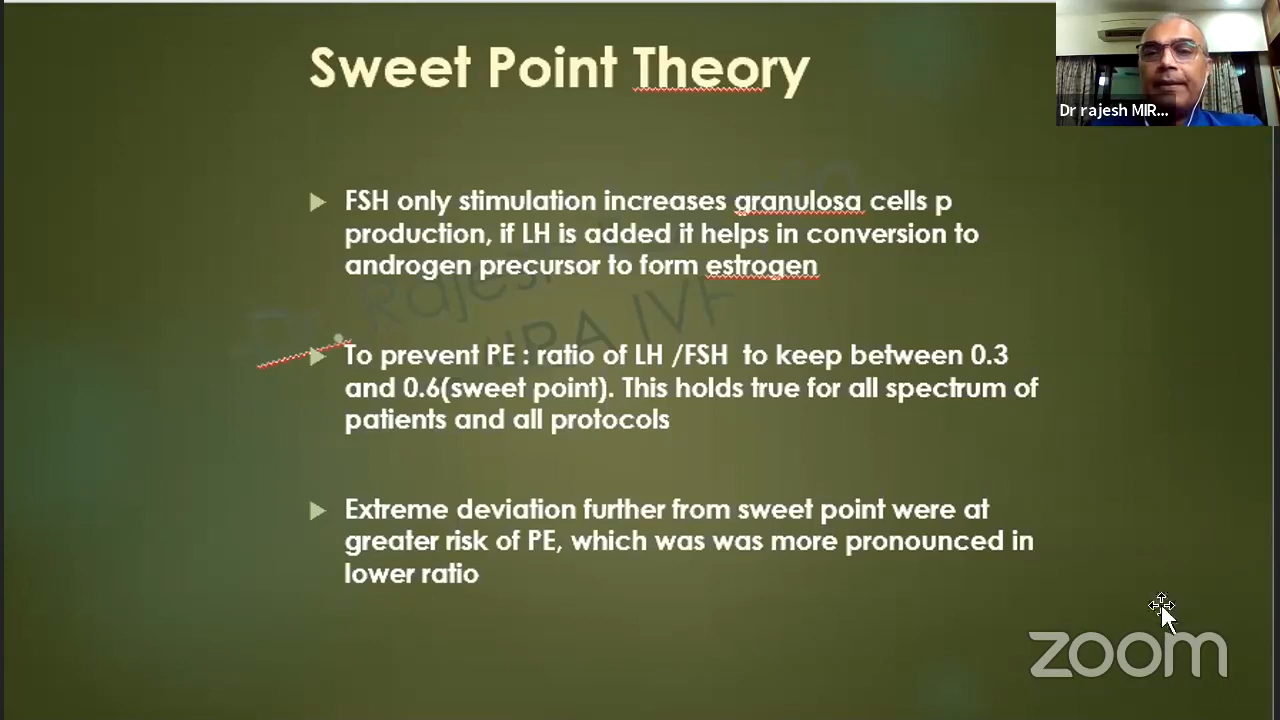 Sweet Point Theory
Dr rajesh MIR...
FSH only stimulation increases granulosa cells p
production, if LH is added it helps in conversion to
androgen precursor to form estrogen
To prevent PE : ratio of LH /FSH to keep between 0.3
and 0.6(sweet point). This holds true for all spectrum of
patients and all protocols
Extreme deviation further from sweet point were at
greater risk of PE, which was was more pronounced in
lower ratio
zoom